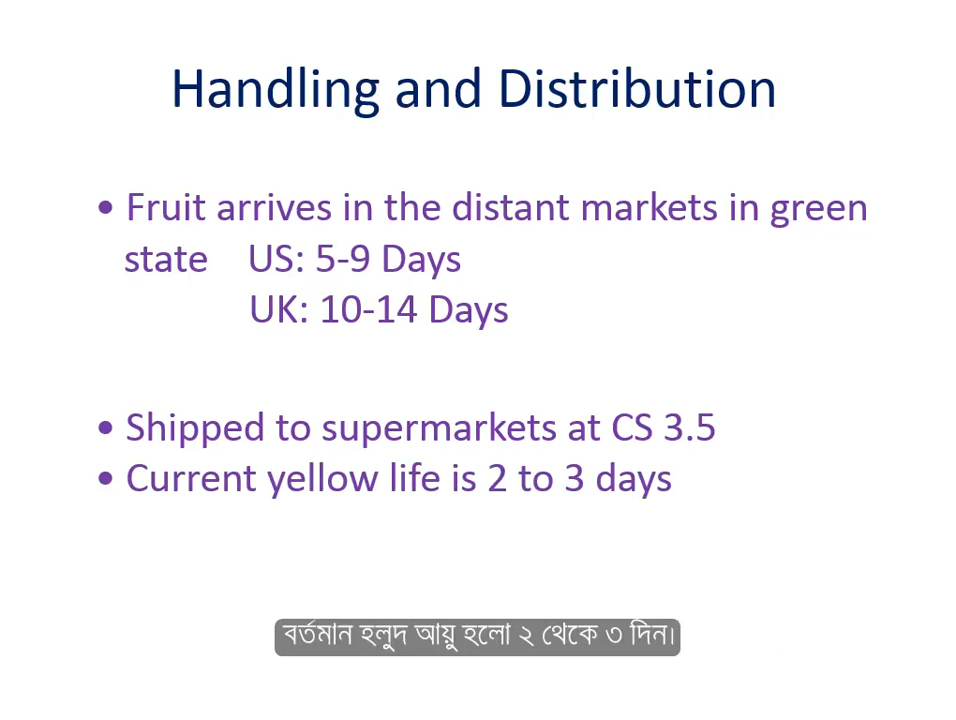 Handling and Distribution
• Fruit arrives in the distant markets in green
state US: 5-9 Days
UK: 10-14 Days
• Shipped to supermarkets at CS 3.5
• Current yellow life is 2 to 3 days
বর্তমান হলুদ আয়ু হলো ২ থেকে ৩ দিন।